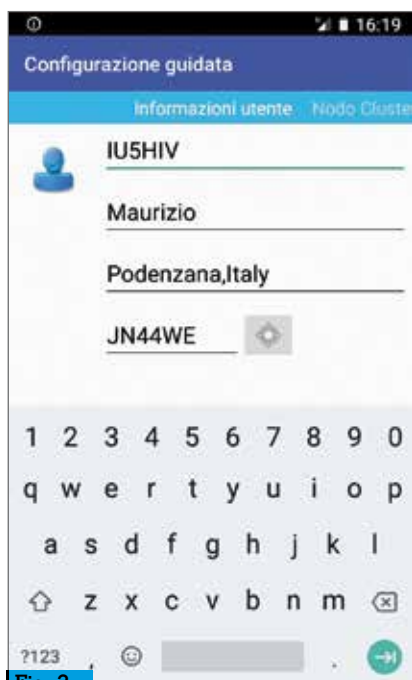 16:19
Configurazione guidata
Informazioni utente Nodo Cluste
IU5HIV
Maurizio
Podenzana,Italy
JN44WE
1 2 3 4 5 6 7 8 9 0
q w e r t y u i o p
a s d f g h j k l
z x c v b n m
?123 , .